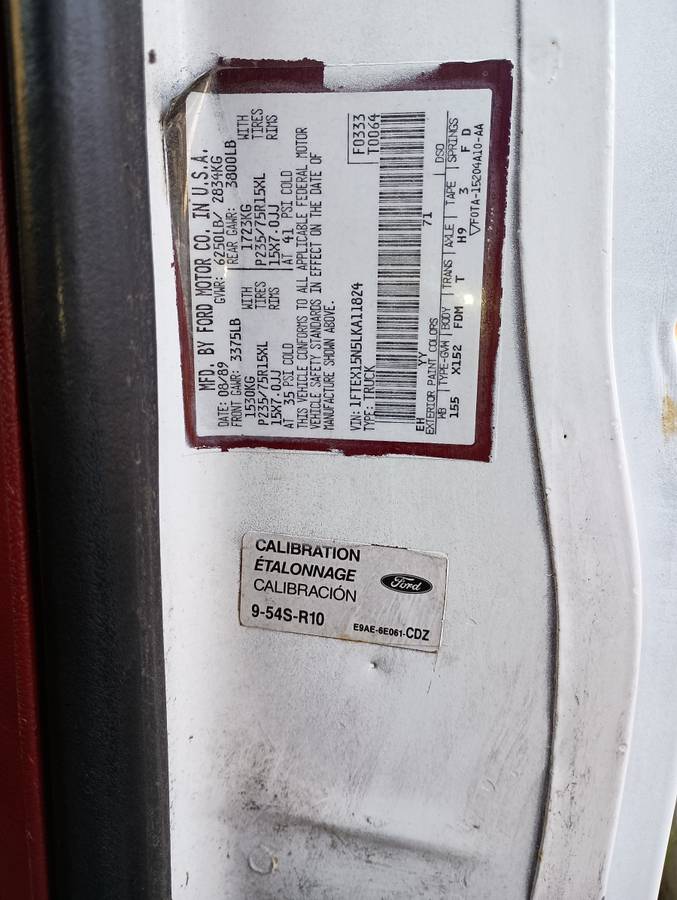 MFD. BY FORD MOTOR CO. IN U.S.A.
DATE: 08/89 GVWR: 6250LB/ 2834KG
FRONT GAWR: 3375LB REAR GAWR: 3800LB
1530KG WITH 1723KG WITH
P235/75R15XL TIRES P235/75R15XL TIRES
15X7.0JJ RIMS 15X7.0JJ RIMS
AT 35 PSI COLD AT 41 PSI COLD
THIS VEHICLE CONFORMS TO ALL APPLICABLE FEDERAL MOTOR
VEHICLE SAFETY STANDARDS IN EFFECT ON THE DATE OF
MANUFACTURE SHOWN ABOVE.
F0333
T0064
VIN: 1FTEX15N5LKA11824
TYPE: TRUCK
EH YY 71
EXTERIOR PAINT COLORS DSO
WB TYPE-GVW BODY TRANS AXLE TAPE SPRINGS
155 X152 FDM T H9 3 F D
▽F0TA-15204A10-AA
CALIBRATION
ÉTALONNAGE
CALIBRACIÓN
Ford
9-54S-R10
E9AE-6E061-CDZ